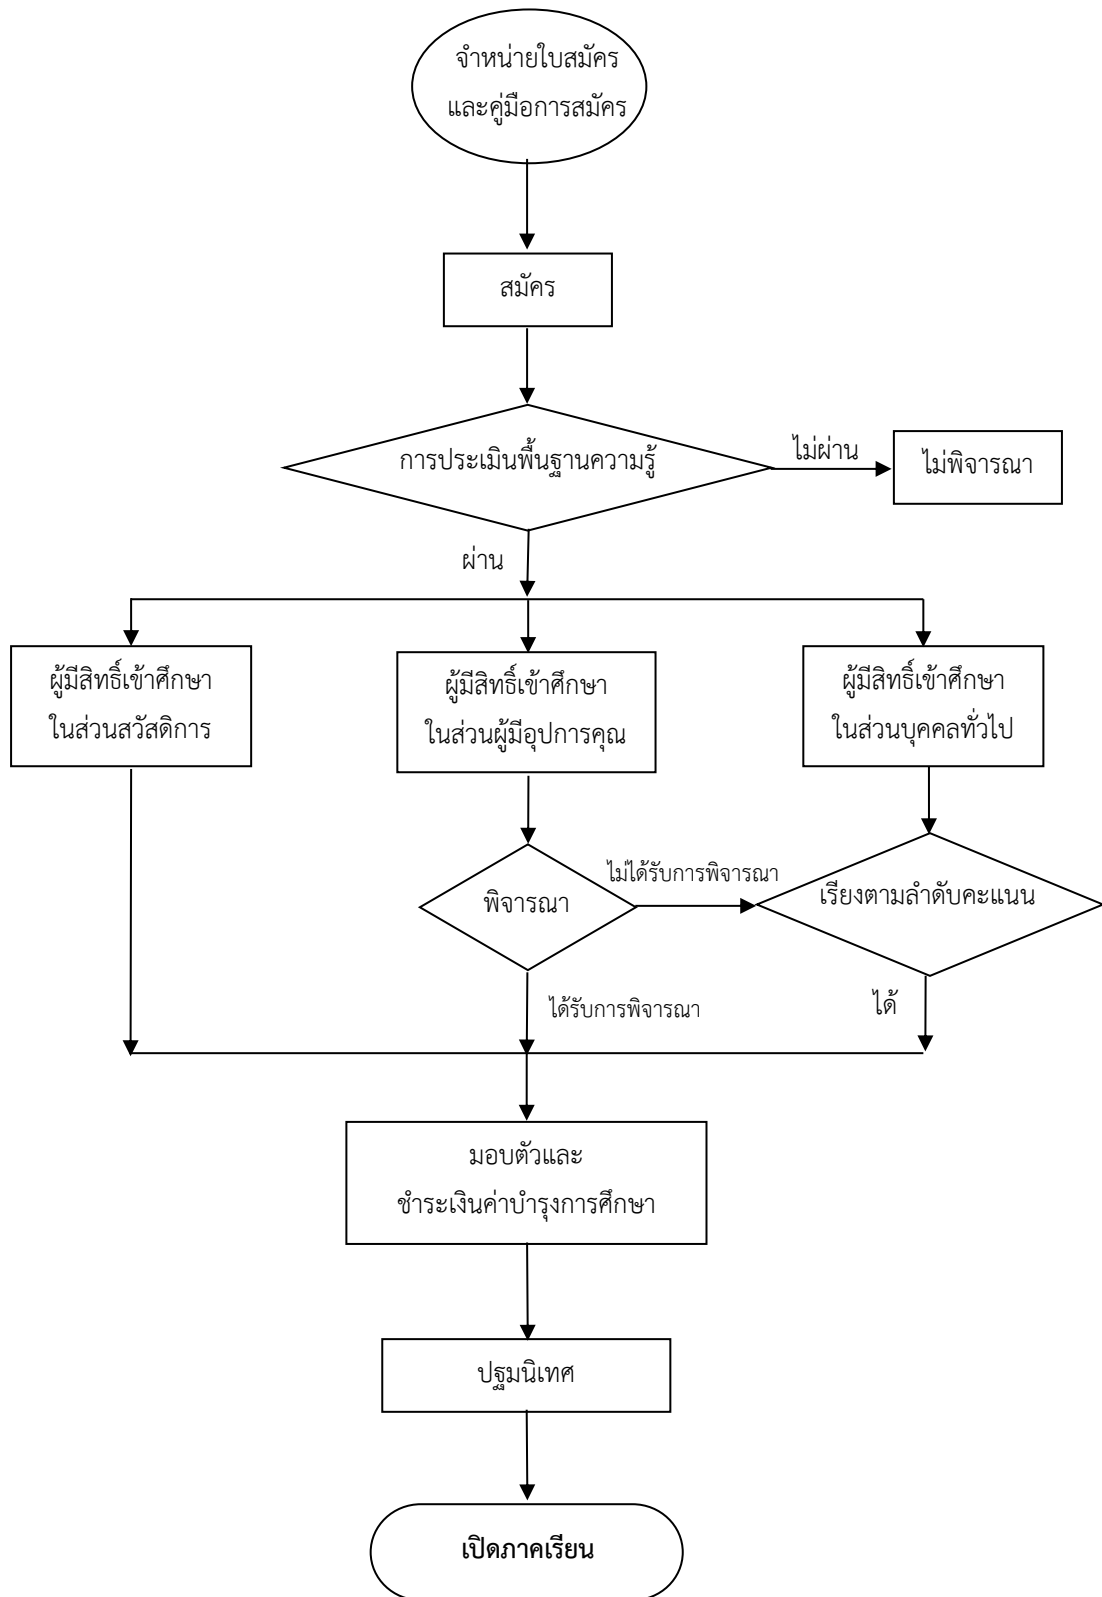 จำหน่ายใบสมัคร
และคู่มือการสมัคร
สมัคร
การประเมินพื้นฐานความรู้
ไม่ผ่าน
ไม่พิจารณา
ผ่าน
ผู้มีสิทธิ์เข้าศึกษา
ในส่วนสวัสดิการ
ผู้มีสิทธิ์เข้าศึกษา
ในส่วนผู้มีอุปการคุณ
ผู้มีสิทธิ์เข้าศึกษา
ในส่วนบุคคลทั่วไป
พิจารณา
ไม่ได้รับการพิจารณา
เรียงตามลำดับคะแนน
ได้รับการพิจารณา
ได้
มอบตัวและ
ชำระเงินค่าบำรุงการศึกษา
ปฐมนิเทศ
เปิดภาคเรียน